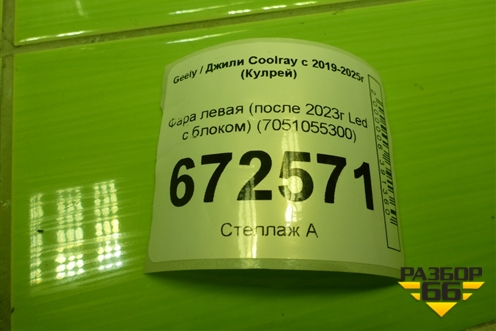 Geely / Джили Coolray с 2019-2025г
(Кулрей)
Фара левая (после 2023г Led
с блоком) (7051055300)
672571
Стеллаж А
РАЗБОР
66